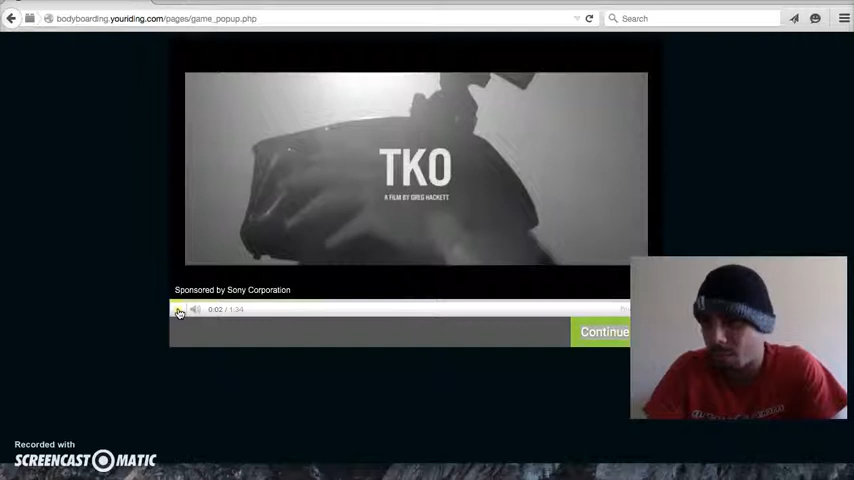 bodyboarding.youriding.com/pages/game_popup.php
Search
TKO
A FILM BY GREG HACKETT
Sponsored by Sony Corporation
0:02 / 1:34
Continue
Recorded with
SCREENCAST MATIC